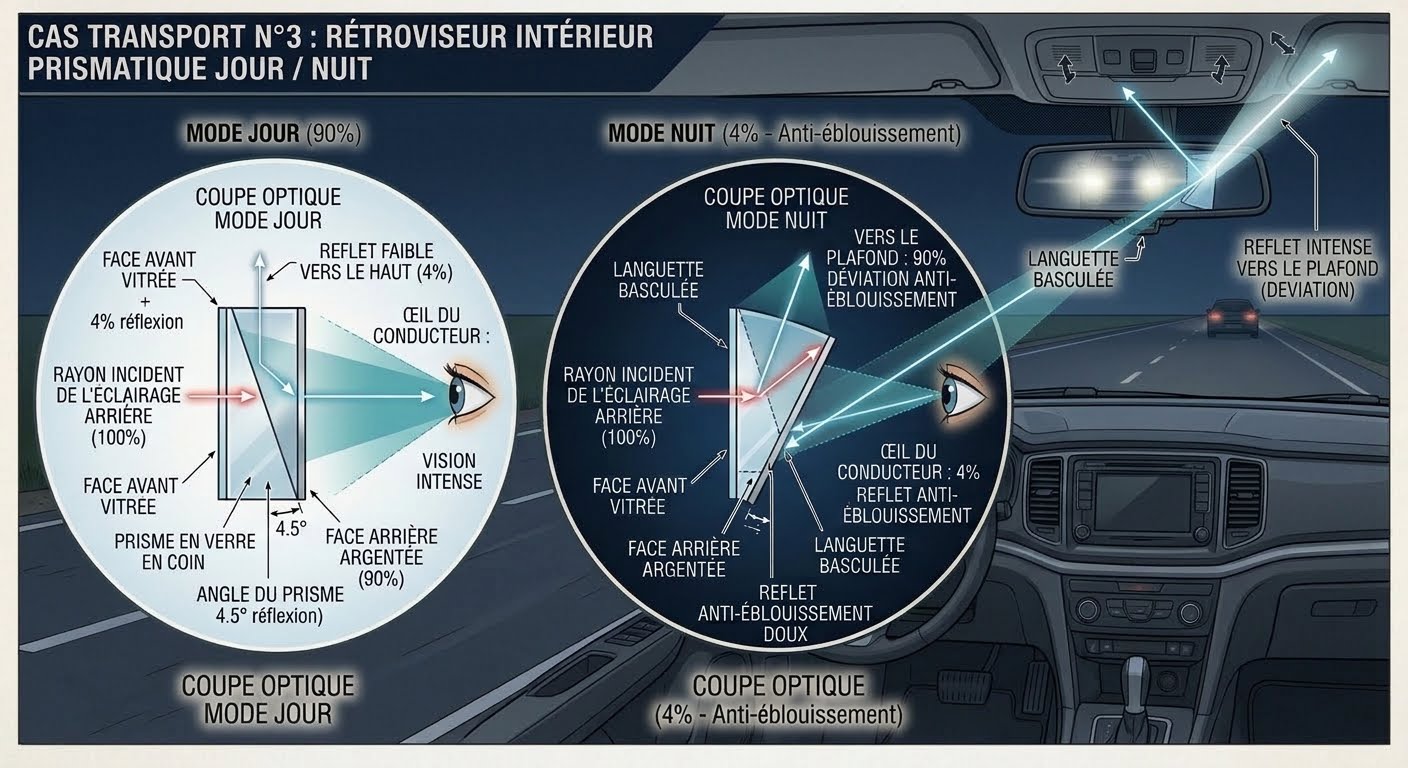 CAS TRANSPORT N°3 : RÉTROVISEUR INTÉRIEUR
PRISMATIQUE JOUR / NUIT
MODE JOUR (90%)
COUPE OPTIQUE
MODE JOUR
FACE AVANT
VITRÉE
+
4% réflexion
REFLET FAIBLE
VERS LE HAUT (4%)
ŒIL DU
CONDUCTEUR :
RAYON INCIDENT
DE L'ÉCLAIRAGE
ARRIÉRE
(100%)
FACE AVANT
VITRÉE
VISION
INTENSE
4.5°
PRISME EN VERRE
EN COIN
FACE ARRIÈRE
ARGENTÉE
(90%)
ANGLE DU PRISME
4.5° réflexion)
COUPE OPTIQUE
MODE JOUR
MODE NUIT (4% - Anti-éblouissement)
COUPE OPTIQUE
MODE NUIT
LANGUETTE
BASCULÉE
VERS LE
PLAFOND : 90%
DÉVIATION ANTI-
ÉBLOUISSEMENT
RAYON INCIDENT
DE L'ÉCLAIRAGE
ARRIÈRE
(100%)
FACE AVANT
VITRÉE
ŒIL DU
CONDUCTEUR : 4%
REFLET ANTI-
ÉBLOUISSEMENT
FACE ARRIÈRE
ARGENTÉE
LANGUETTE
BASCULÉE
REFLET
ANTI-ÉBLOUISSEMENT
DOUX
COUPE OPTIQUE
(4% - Anti-éblouissement)
LANGUETTE
BASCULÉE
REFLET INTENSE
VERS LE PLAFOND
(DEVIATION)